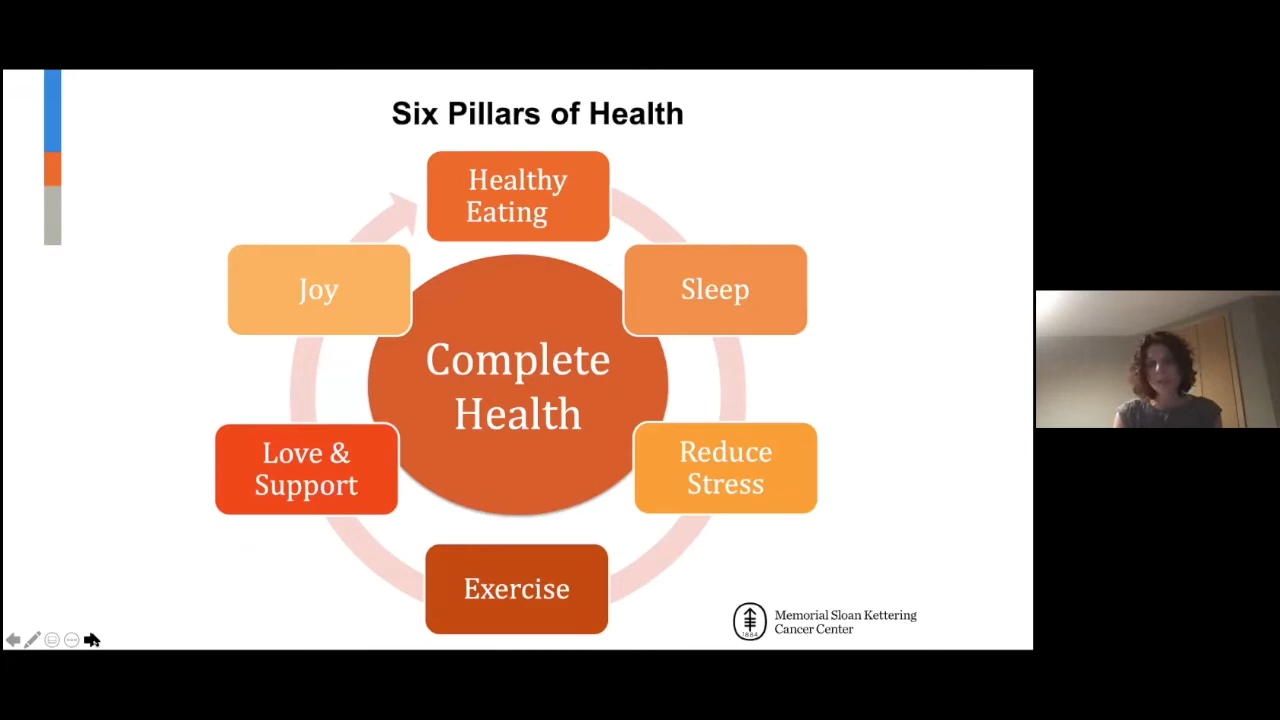 Six Pillars of Health
Healthy
Eating
Sleep
Reduce
Stress
Exercise
Love &
Support
Joy
Complete
Health
1884
Memorial Sloan Kettering
Cancer Center